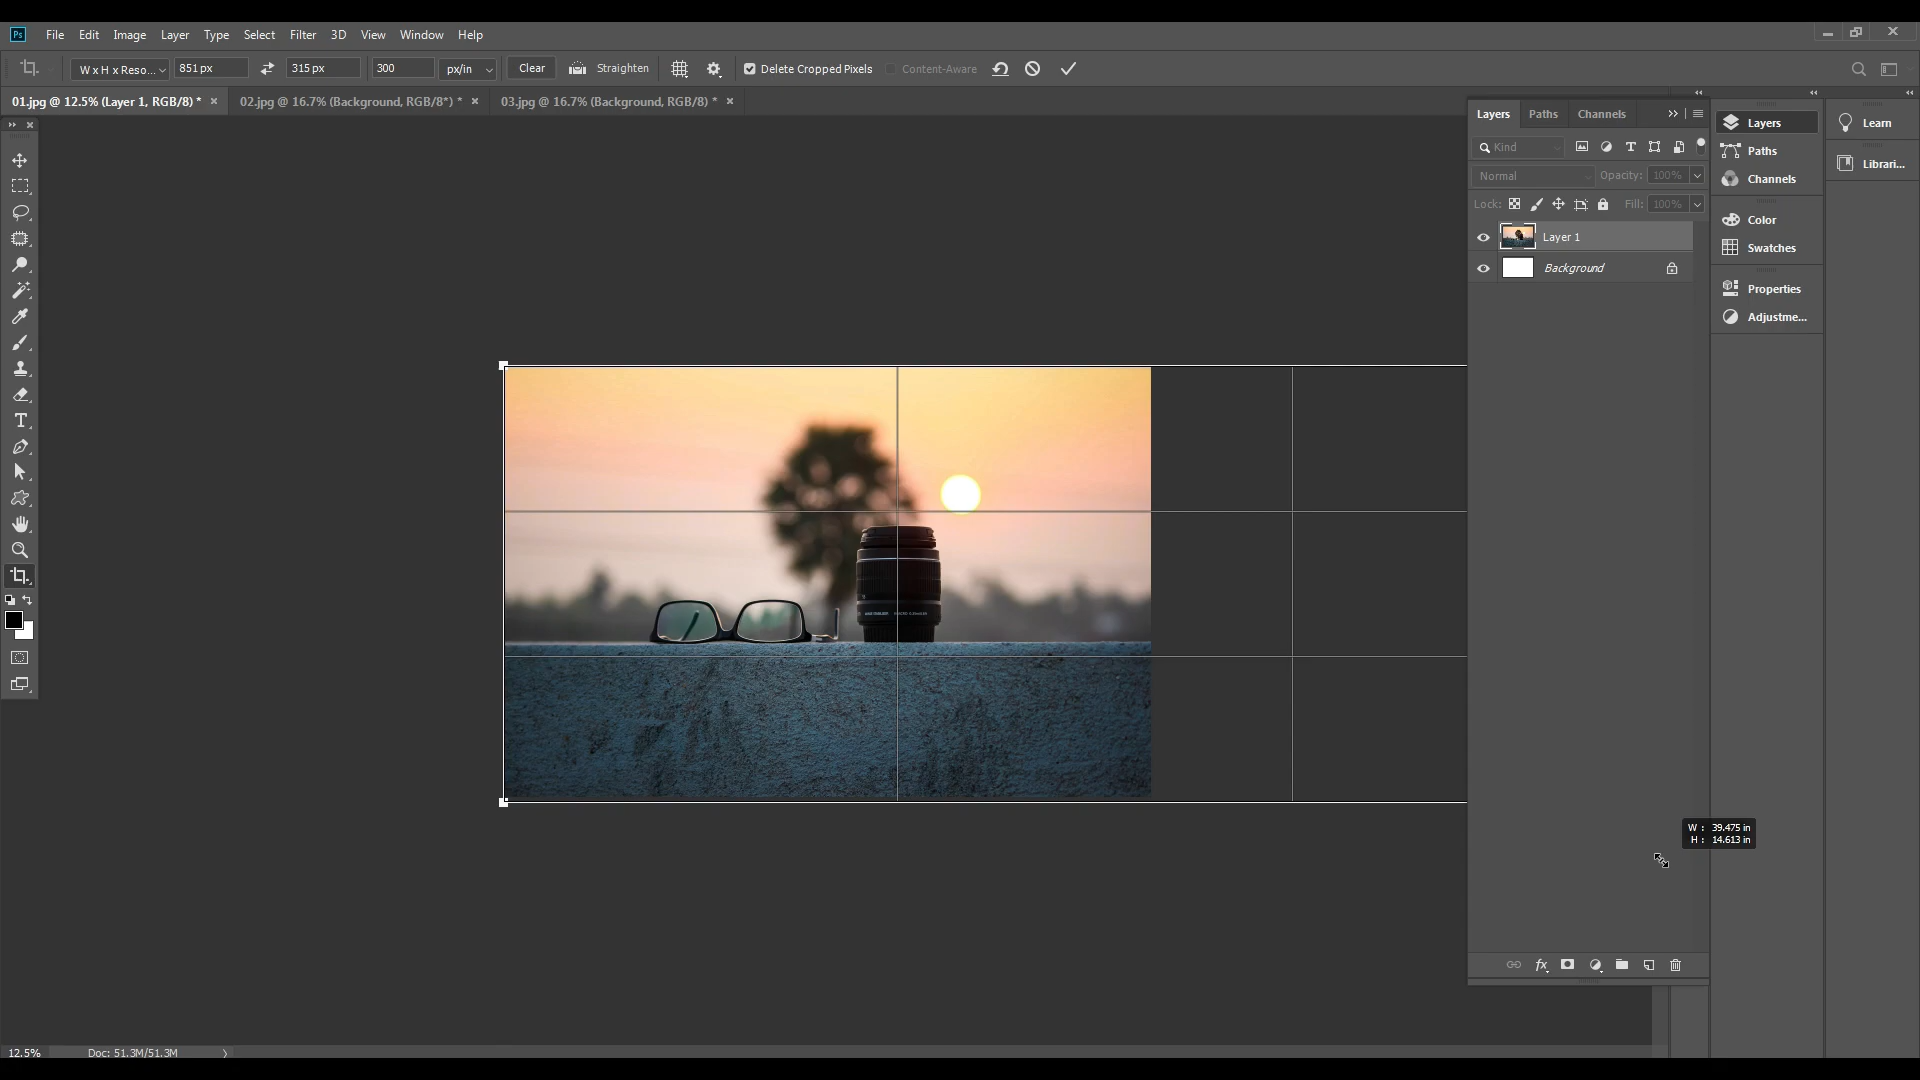 Ps File Edit Image Layer Type Select Filter 3D View Window Help
W x H x Reso... 851 px 315 px 300 px/in Clear Straighten Delete Cropped Pixels Content-Aware
01.jpg @ 12.5% (Layer 1, RGB/8) * × 02.jpg @ 16.7% (Background, RGB/8*) * × 03.jpg @ 16.7% (Background, RGB/8) * ×
Layers Paths Channels
Kind
Normal Opacity: 100%
Lock: Fill: 100%
Layer 1
Background
Layers
Paths
Channels
Color
Swatches
Properties
Adjustme...
Learn
Librari...
W : 39.475 in
H : 14.613 in
fx
12.5% Doc: 51.3M/51.3M